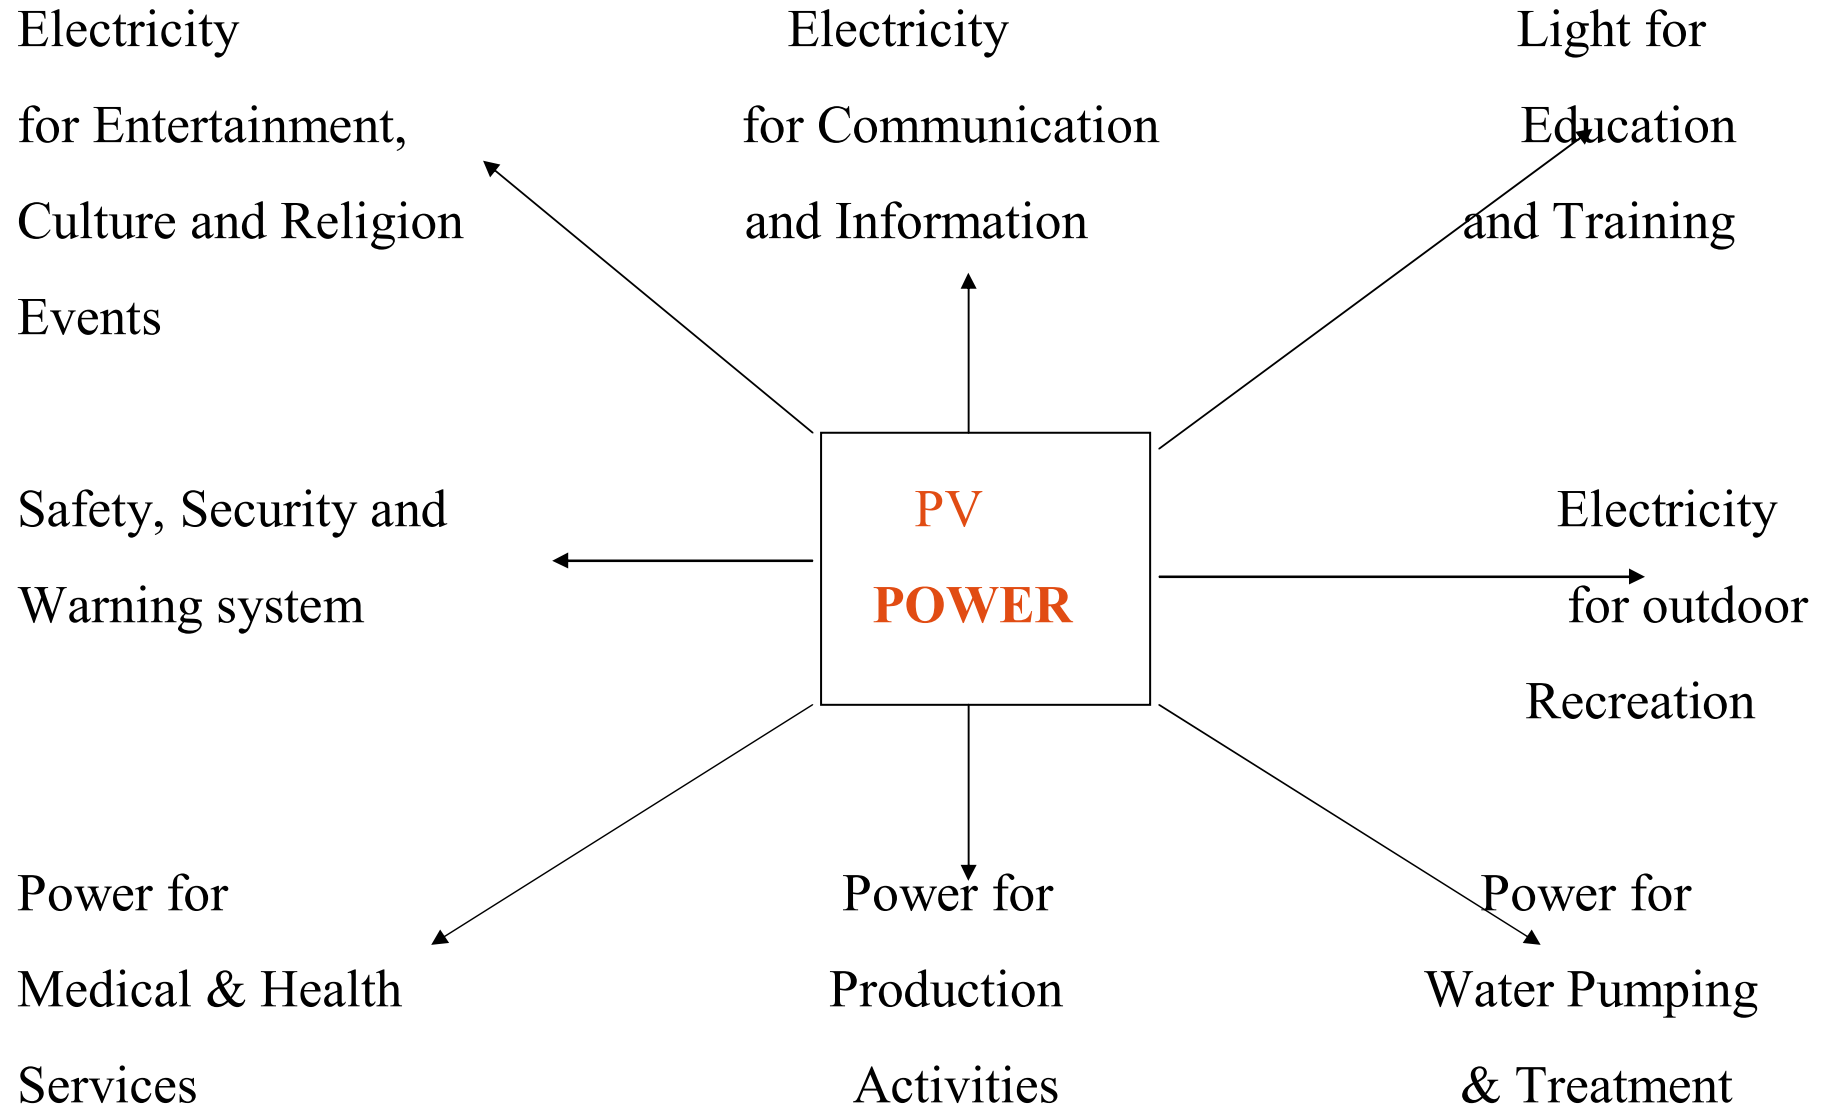 Electricity
for Entertainment,
Culture and Religion
Events
Electricity
for Communication
and Information
Light for
Education
and Training
Safety, Security and
Warning system
PV
POWER
Electricity
for outdoor
Recreation
Power for
Medical & Health
Services
Power for
Production
Activities
Power for
Water Pumping
& Treatment